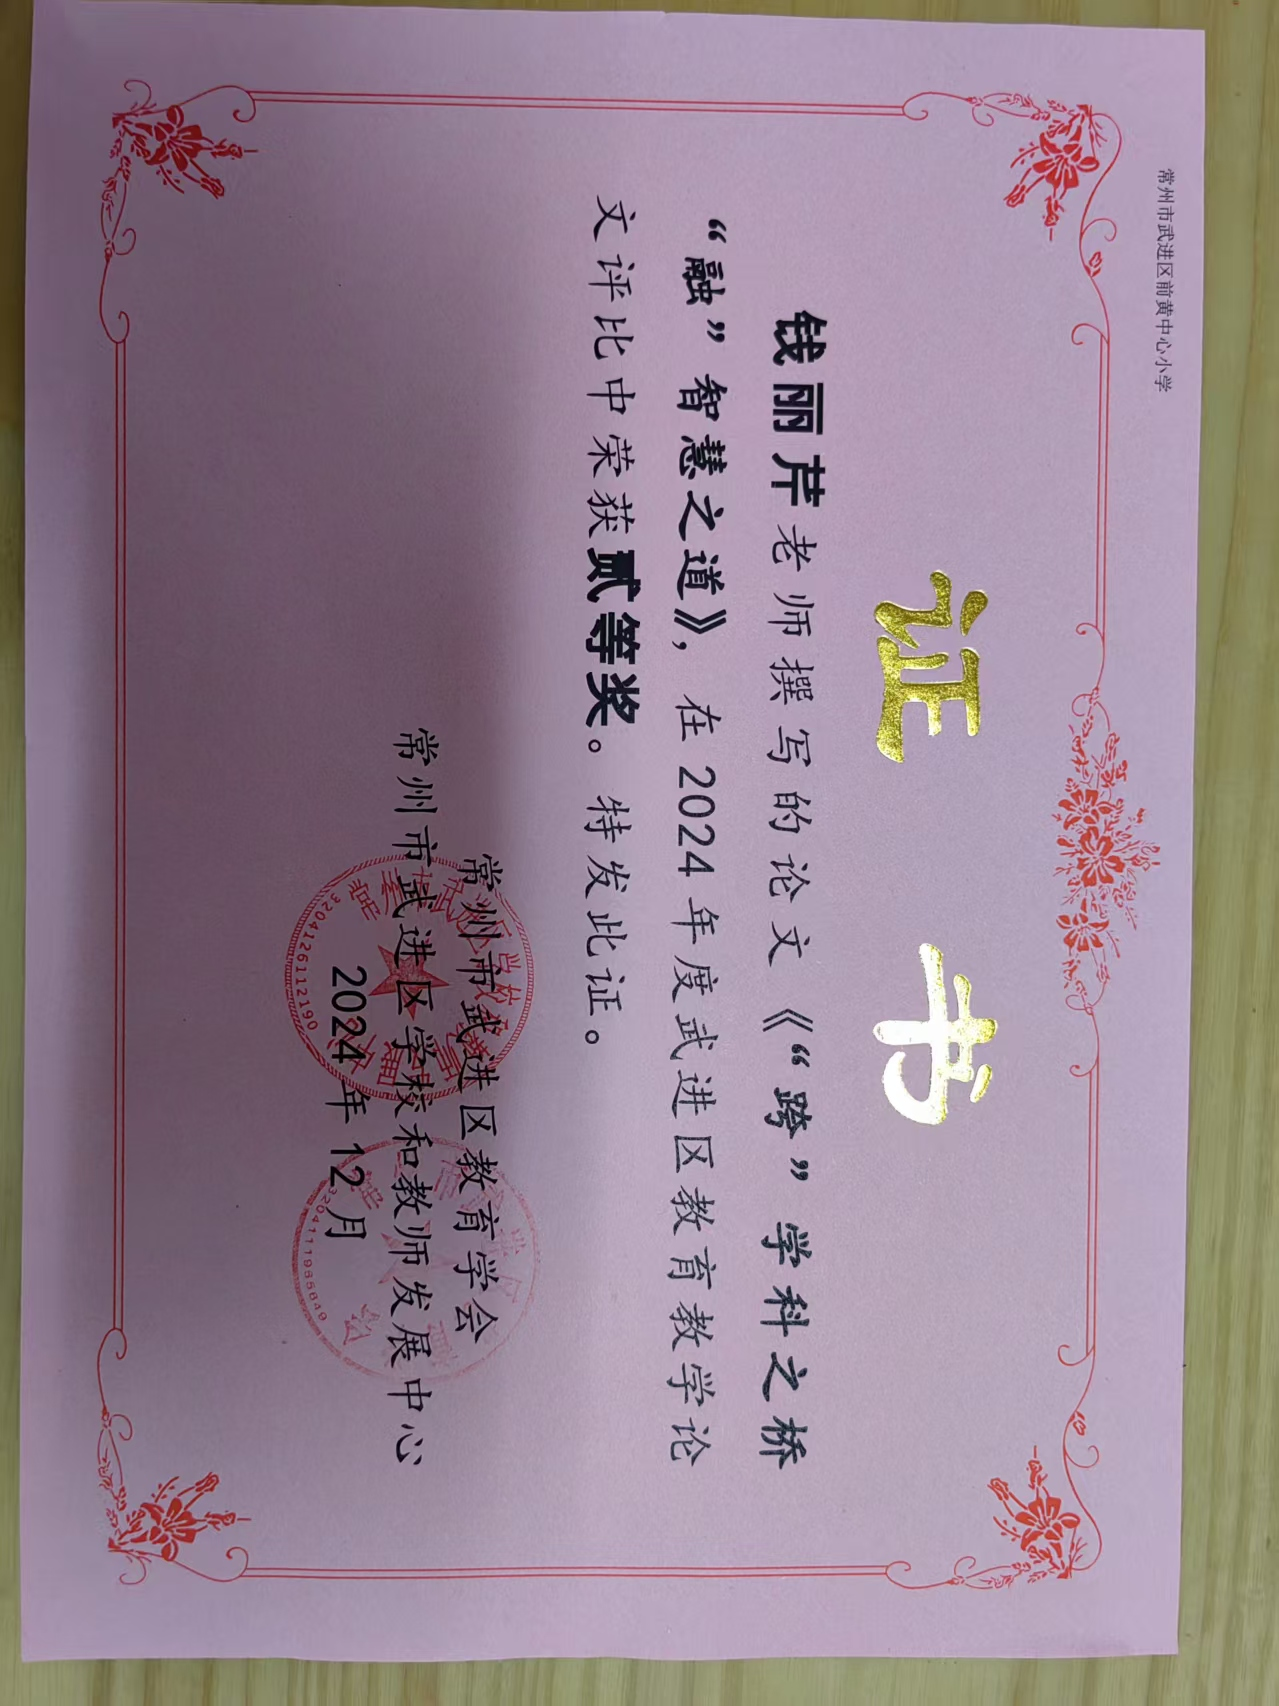 常州市武进区前黄中心小学
证 书
钱丽芹老师撰写的论文《“跨”学科之桥
“融”智慧之道》，在2024年度武进区教育教学论
文评比中荣获贰等奖。特发此证。
常州市武进区教育学会
常州市武进区学校和教师发展中心
2024年12月
3204126112190